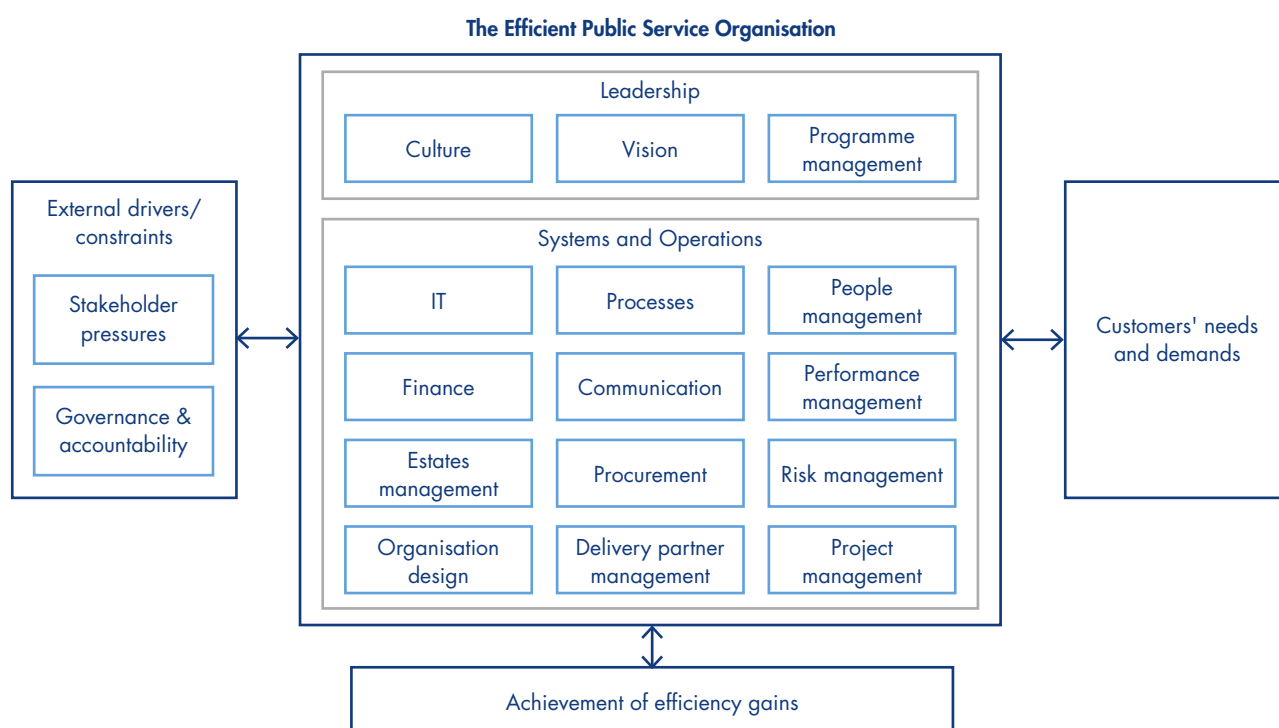 The Efficient Public Service Organisation
Leadership
Culture
Vision
Programme
management
External drivers/
constraints
Stakeholder
pressures
Governance &
accountability
Systems and Operations
IT
Processes
People
management
Finance
Communication
Performance
management
Estates
management
Procurement
Risk management
Organisation
design
Delivery partner
management
Project
management
Customers' needs
and demands
Achievement of efficiency gains